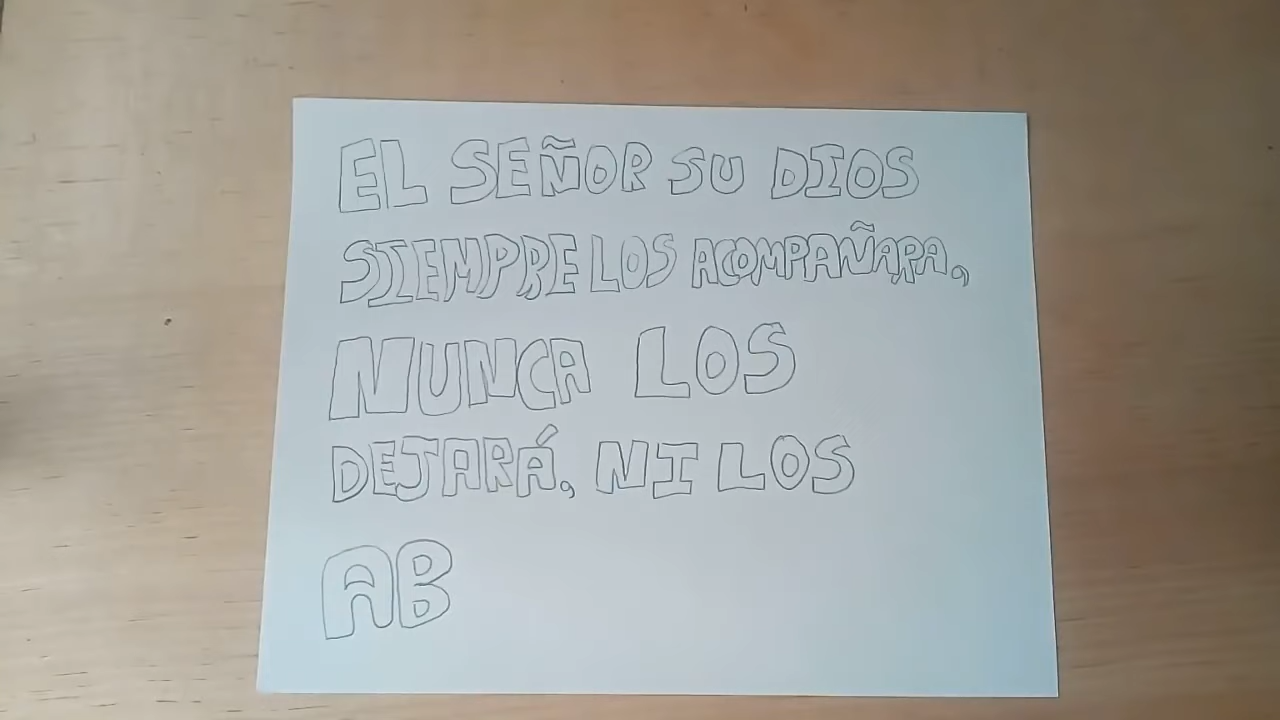 EL SEÑOR SU DIOS
SIEMPRE LOS ACOMPAÑARA,
NUNCA LOS
DEJARÁ, NI LOS
AB